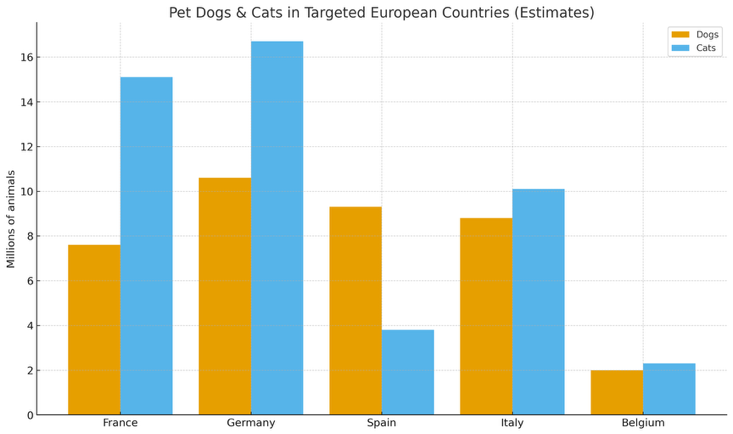 Pet Dogs & Cats in Targeted European Countries (Estimates)
Dogs
Cats
Millions of animals
16
14
12
10
8
6
4
2
0
France
Germany
Spain
Italy
Belgium